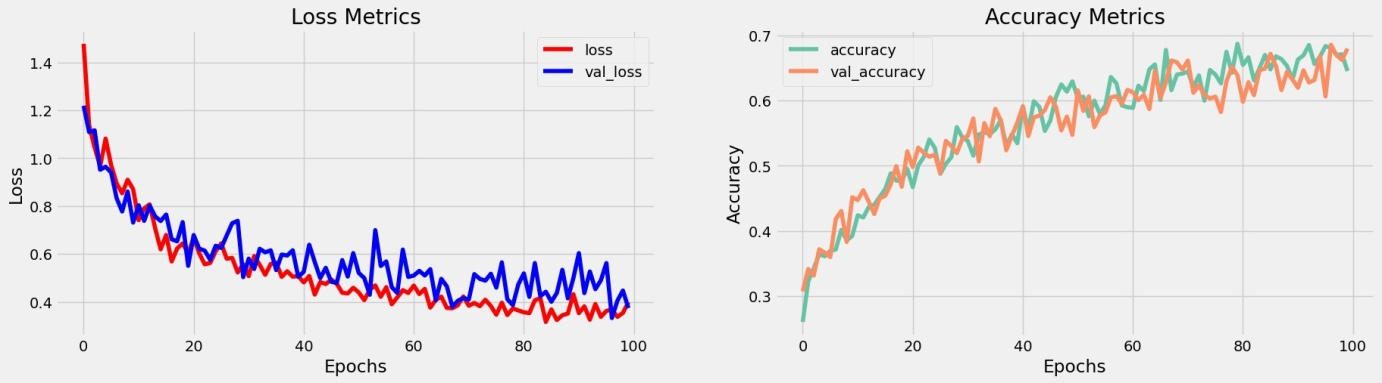 Loss Metrics
loss
val_loss
1.4
1.2
1.0
0.8
0.6
0.4
Loss
0 20 40 60 80 100
Epochs
Accuracy Metrics
accuracy
val_accuracy
0.7
0.6
0.5
0.4
0.3
Accuracy
0 20 40 60 80 100
Epochs